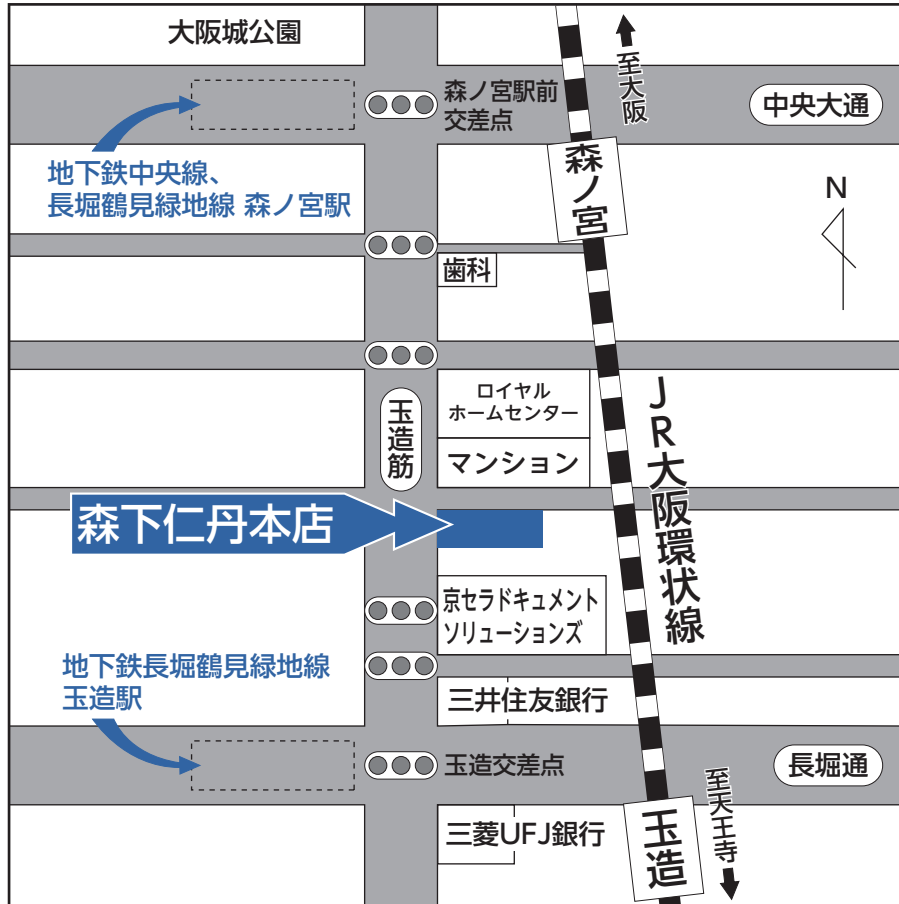 大阪城公園
至大阪
森ノ宮駅前
交差点
中央大通
地下鉄中央線、
長堀鶴見緑地線 森ノ宮駅
森ノ宮
N
歯科
ロイヤル
ホームセンター
玉造筋
マンション
JR大阪環状線
森下仁丹本店
京セラドキュメント
ソリューションズ
地下鉄長堀鶴見緑地線
玉造駅
三井住友銀行
玉造交差点
長堀通
至天王寺
三菱UFJ銀行
玉造